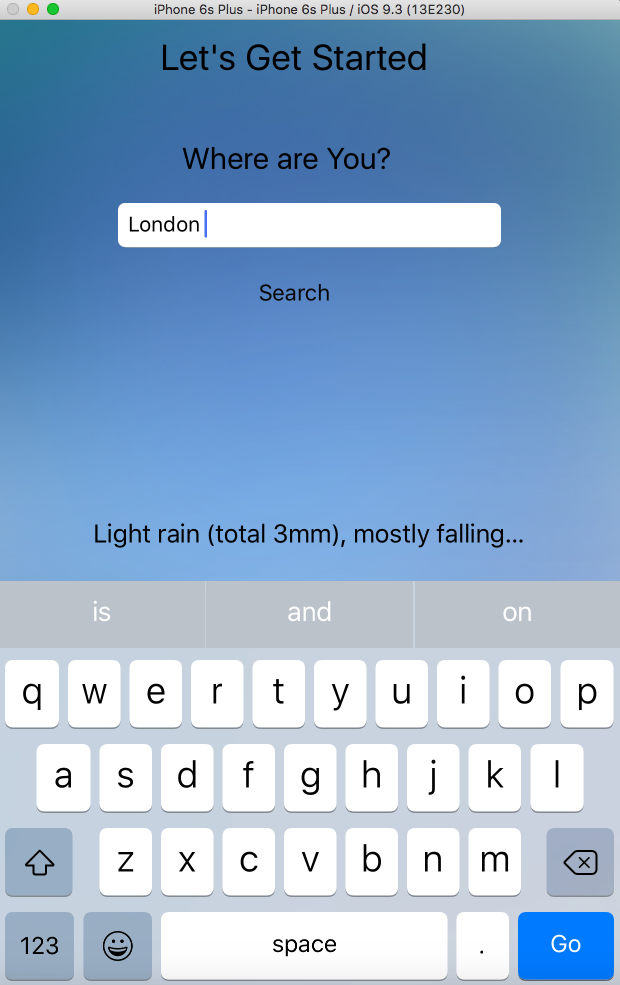 iPhone 6s Plus - iPhone 6s Plus / iOS 9.3 (13E230)
Let's Get Started
Where are You?
London
Search
Light rain (total 3mm), mostly falling...
is and on
q w e r t y u i o p
a s d f g h j k l
z x c v b n m
123 space . Go